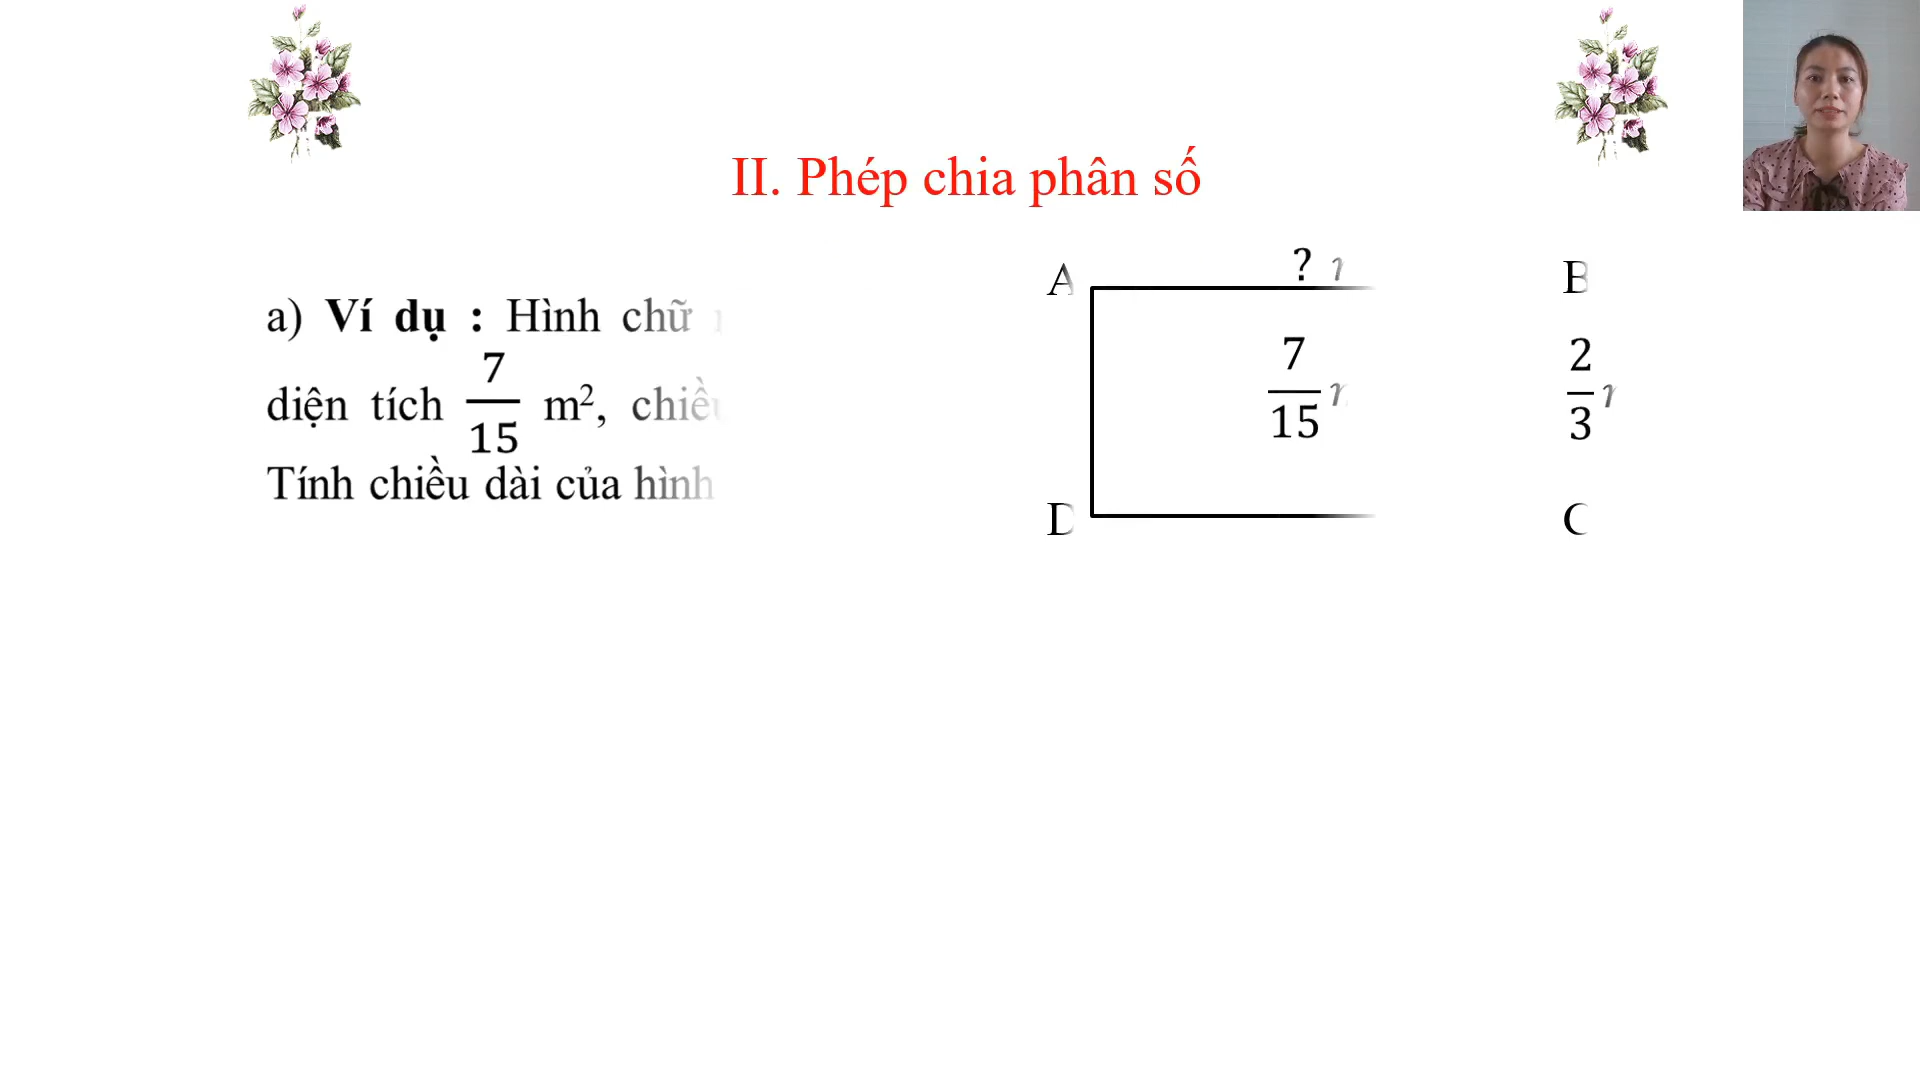 II. Phép chia phân số
a) Ví dụ : Hình chữ
diện tích 7/15 m², chiều
Tính chiều dài của hình
A ? B
7/15
2/3
D C